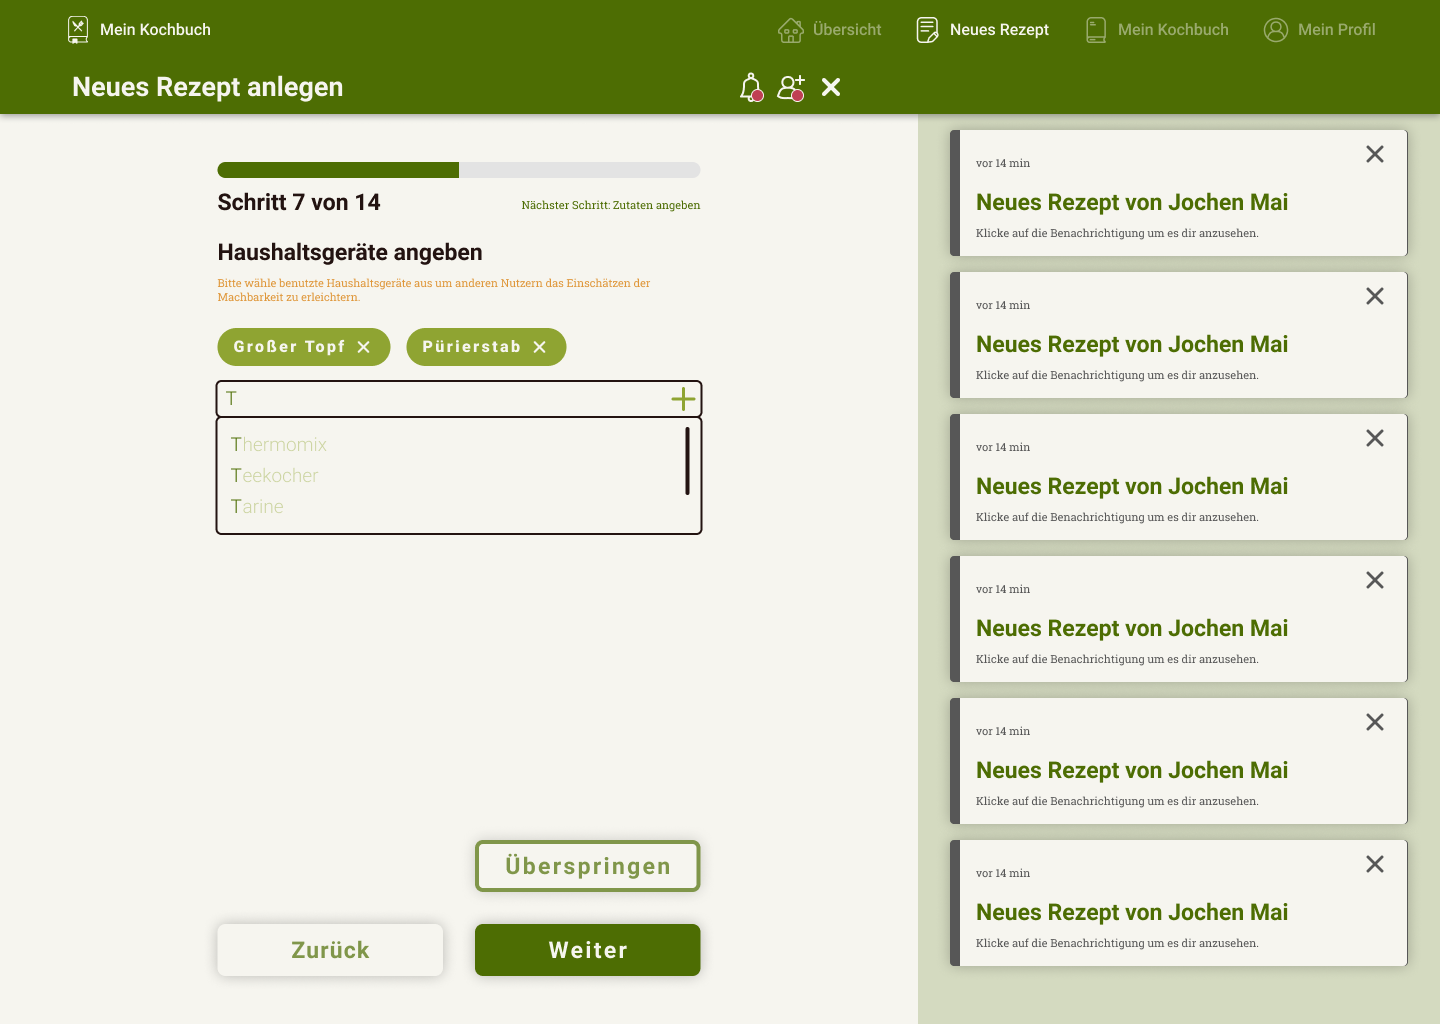 Mein Kochbuch
Übersicht
Neues Rezept
Mein Kochbuch
Mein Profil
Neues Rezept anlegen
Schritt 7 von 14
Nächster Schritt: Zutaten angeben
Haushaltsgeräte angeben
Bitte wähle benutzte Haushaltsgeräte aus um anderen Nutzern das Einschätzen der
Machbarkeit zu erleichtern.
Großer Topf
Pürierstab
T
Thermomix
Teekocher
Tarine
Überspringen
Zurück
Weiter
vor 14 min
Neues Rezept von Jochen Mai
Klicke auf die Benachrichtigung um es dir anzusehen.
vor 14 min
Neues Rezept von Jochen Mai
Klicke auf die Benachrichtigung um es dir anzusehen.
vor 14 min
Neues Rezept von Jochen Mai
Klicke auf die Benachrichtigung um es dir anzusehen.
vor 14 min
Neues Rezept von Jochen Mai
Klicke auf die Benachrichtigung um es dir anzusehen.
vor 14 min
Neues Rezept von Jochen Mai
Klicke auf die Benachrichtigung um es dir anzusehen.
vor 14 min
Neues Rezept von Jochen Mai
Klicke auf die Benachrichtigung um es dir anzusehen.